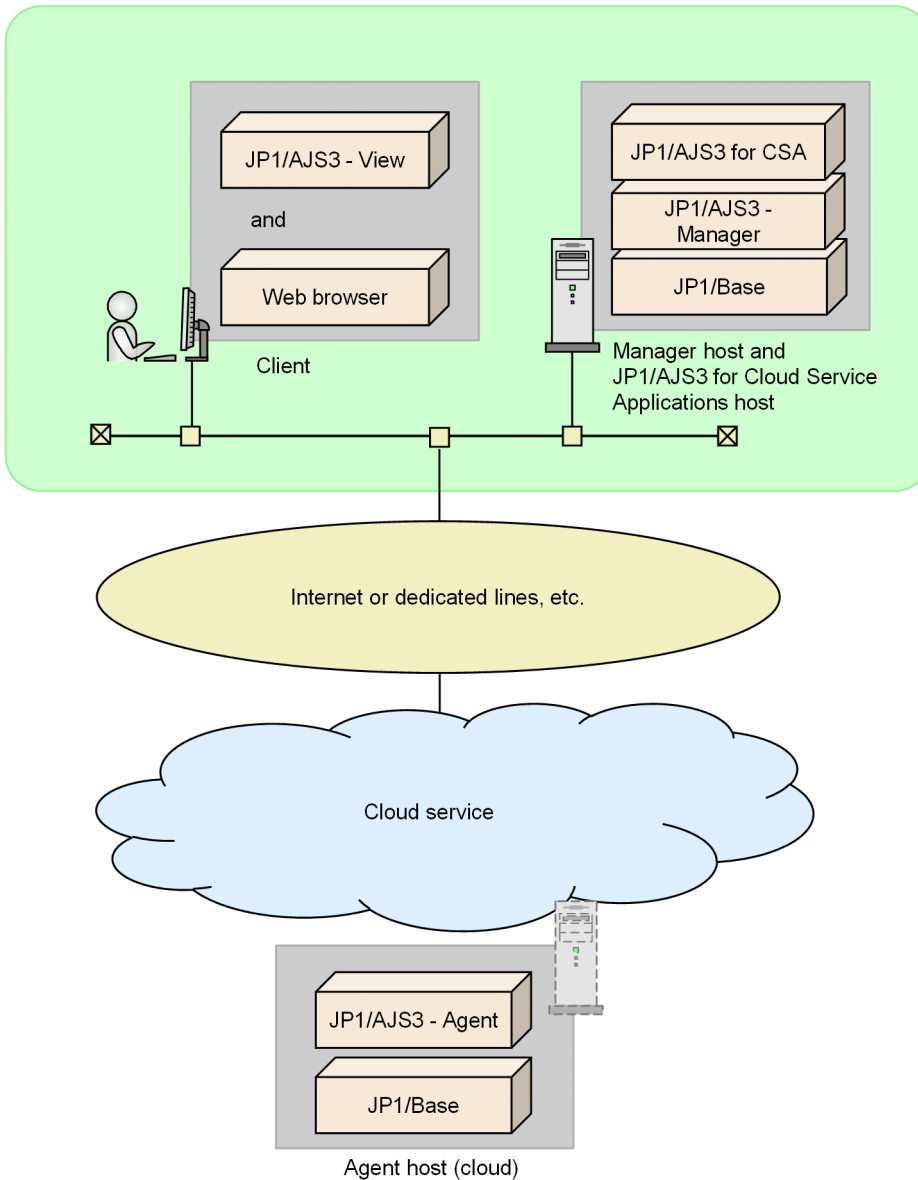 JP1/AJS3 - View
and
Web browser
Client
JP1/AJS3 for CSA
JP1/AJS3 -
Manager
JP1/Base
Manager host and
JP1/AJS3 for Cloud Service
Applications host
Internet or dedicated lines, etc.
Cloud service
JP1/AJS3 - Agent
JP1/Base
Agent host (cloud)